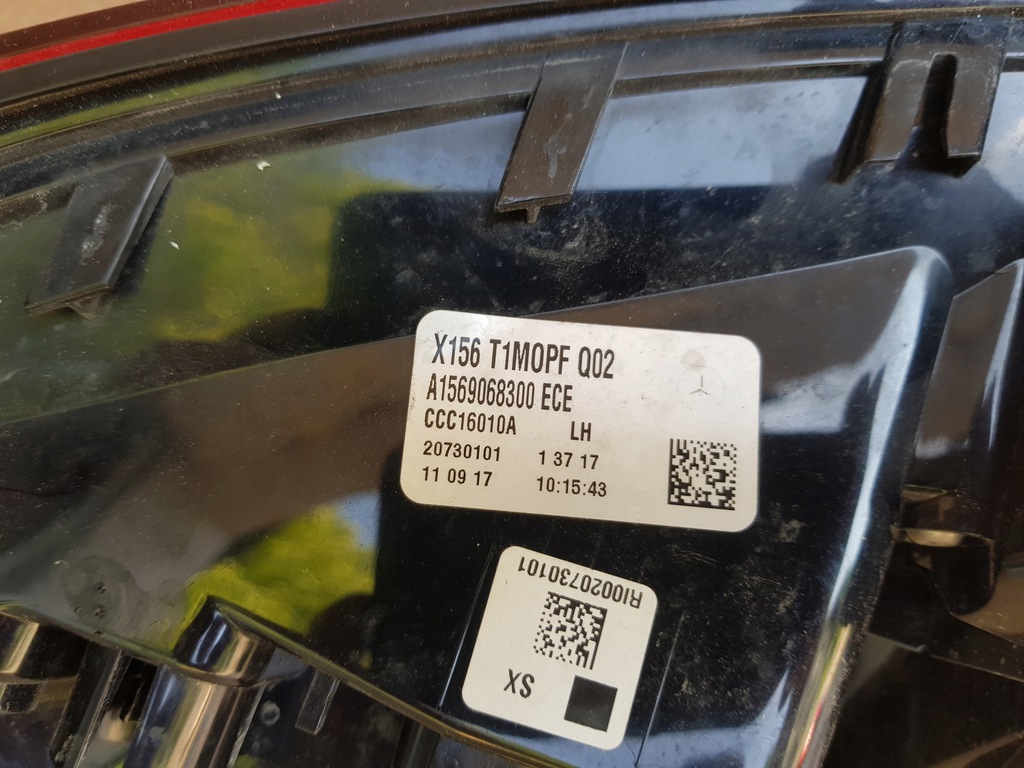 X156 T1MOPF Q02
A1569068300 ECE
CCC16010A LH
20730101 1 37 17
11 09 17 10:15:43
RI0020730101
SX